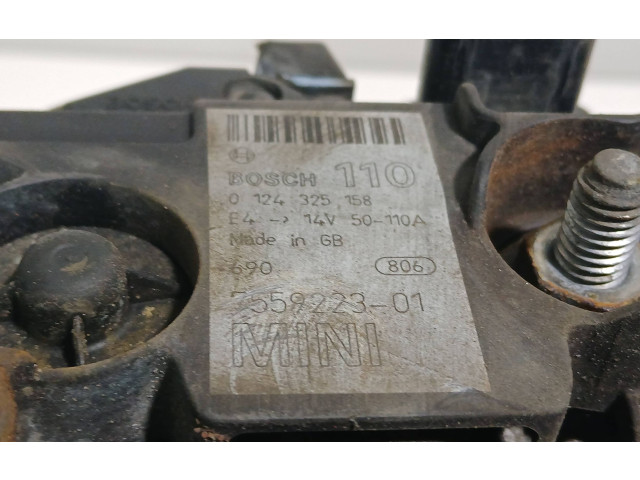 BOSCH 110
0 124 325 158
E4 -> 14V 50-110A
Made in GB
690 806
7559223-01
MINI